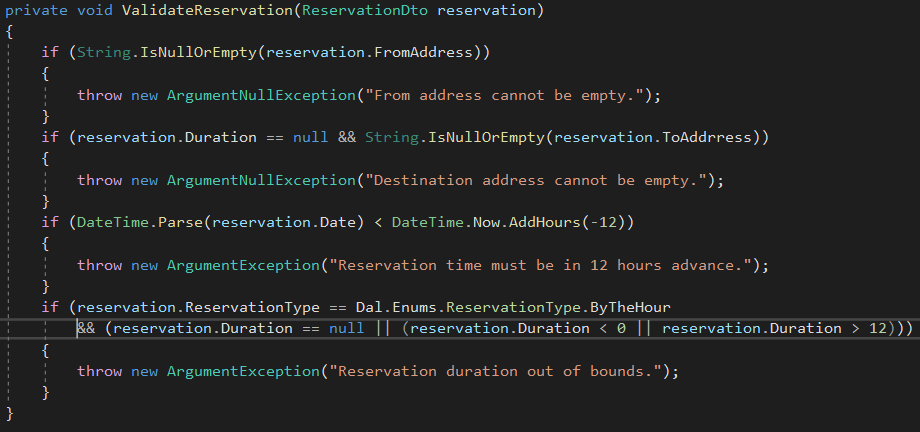 private void ValidateReservation(ReservationDto reservation)
{
if (String.IsNullOrEmpty(reservation.FromAddress))
{
throw new ArgumentNullException("From address cannot be empty.");
}
if (reservation.Duration == null && String.IsNullOrEmpty(reservation.ToAddrress))
{
throw new ArgumentNullException("Destination address cannot be empty.");
}
if (DateTime.Parse(reservation.Date) < DateTime.Now.AddHours(-12))
{
throw new ArgumentException("Reservation time must be in 12 hours advance.");
}
if (reservation.ReservationType == Dal.Enums.ReservationType.ByTheHour
&& (reservation.Duration == null || (reservation.Duration < 0 || reservation.Duration > 12)))
{
throw new ArgumentException("Reservation duration out of bounds.");
}
}